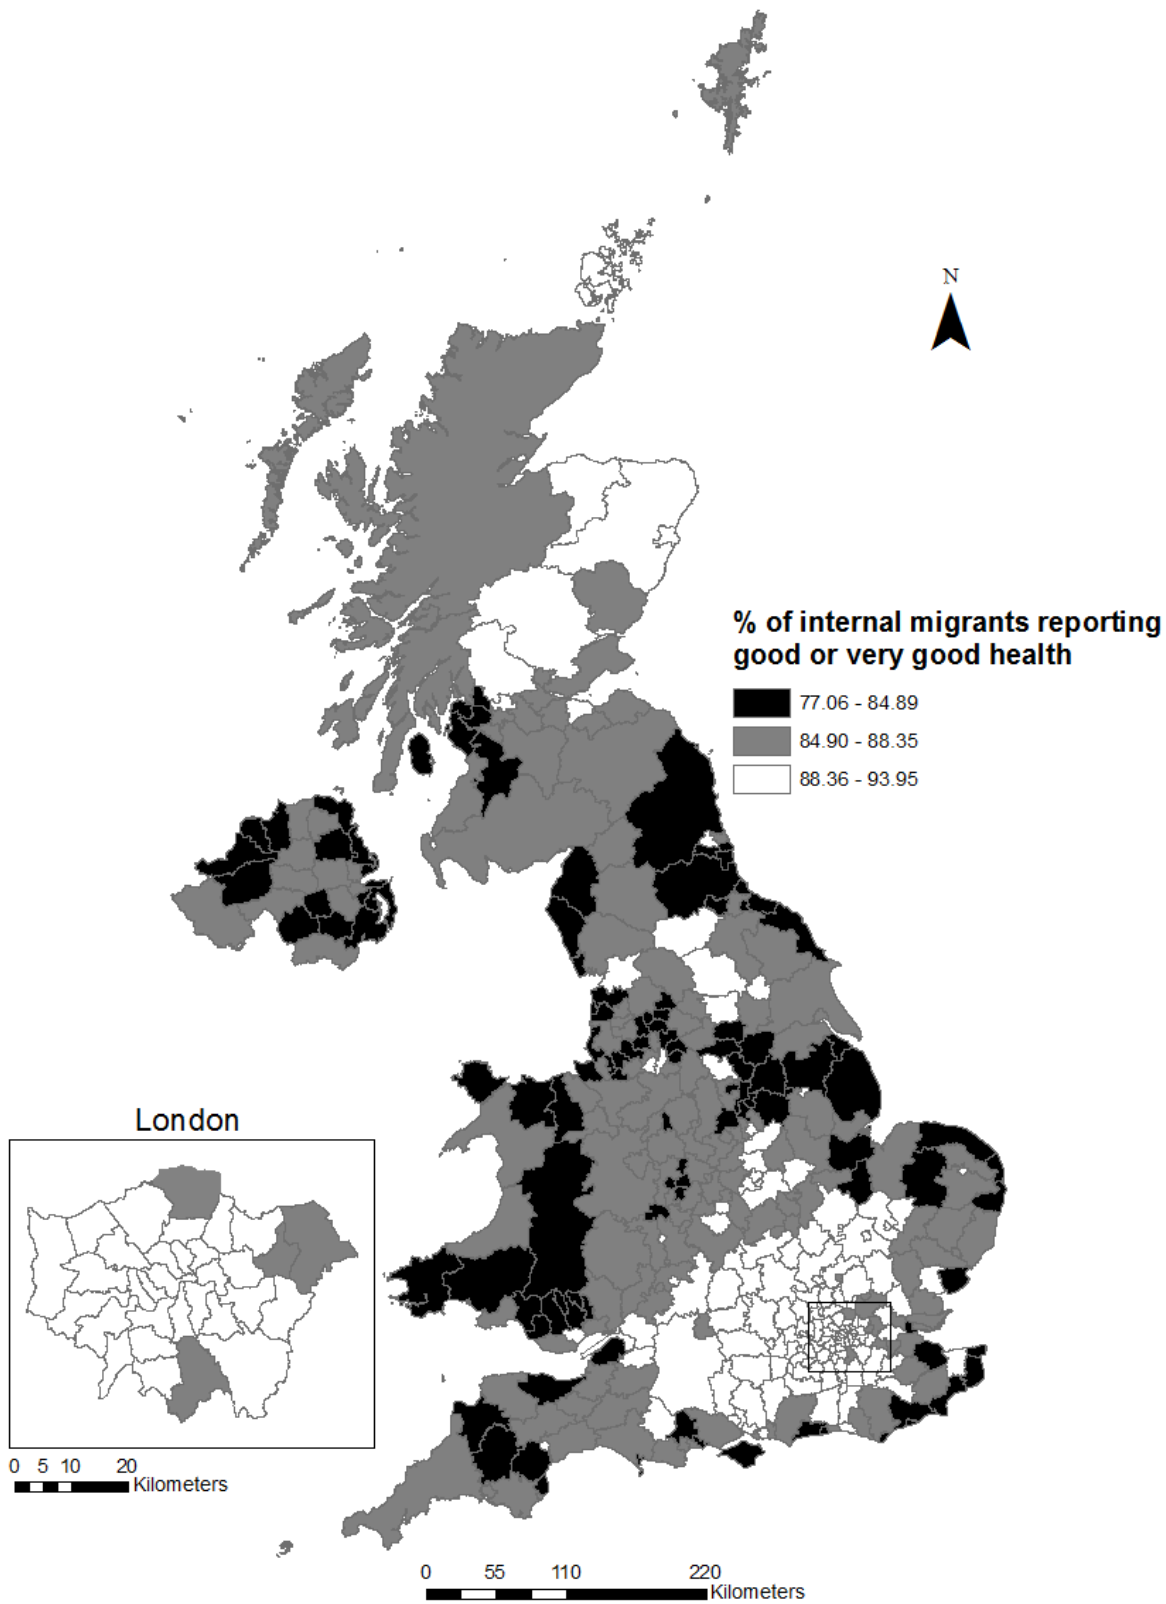 N
% of internal migrants reporting
good or very good health
77.06 - 84.89
84.90 - 88.35
88.36 - 93.95
London
0 5 10 20
Kilometers
0 55 110 220
Kilometers